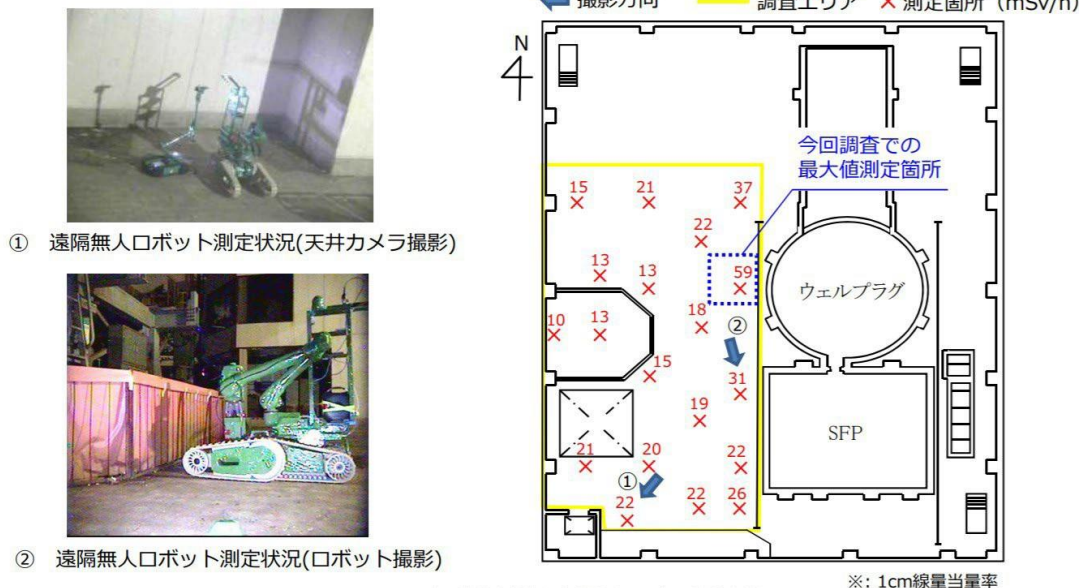 撮影方向
調査エリア
× 測定箇所 (mSv/h)
N
① 遠隔無人ロボット測定状況(天井カメラ撮影)
② 遠隔無人ロボット測定状況(ロボット撮影)
今回調査での
最大値測定箇所
15
21
37
22
13
13
59
10
13
18
②
ウェルプラグ
15
31
19
SFP
21
20
22
①
22
22
26
※: 1cm線量当量率